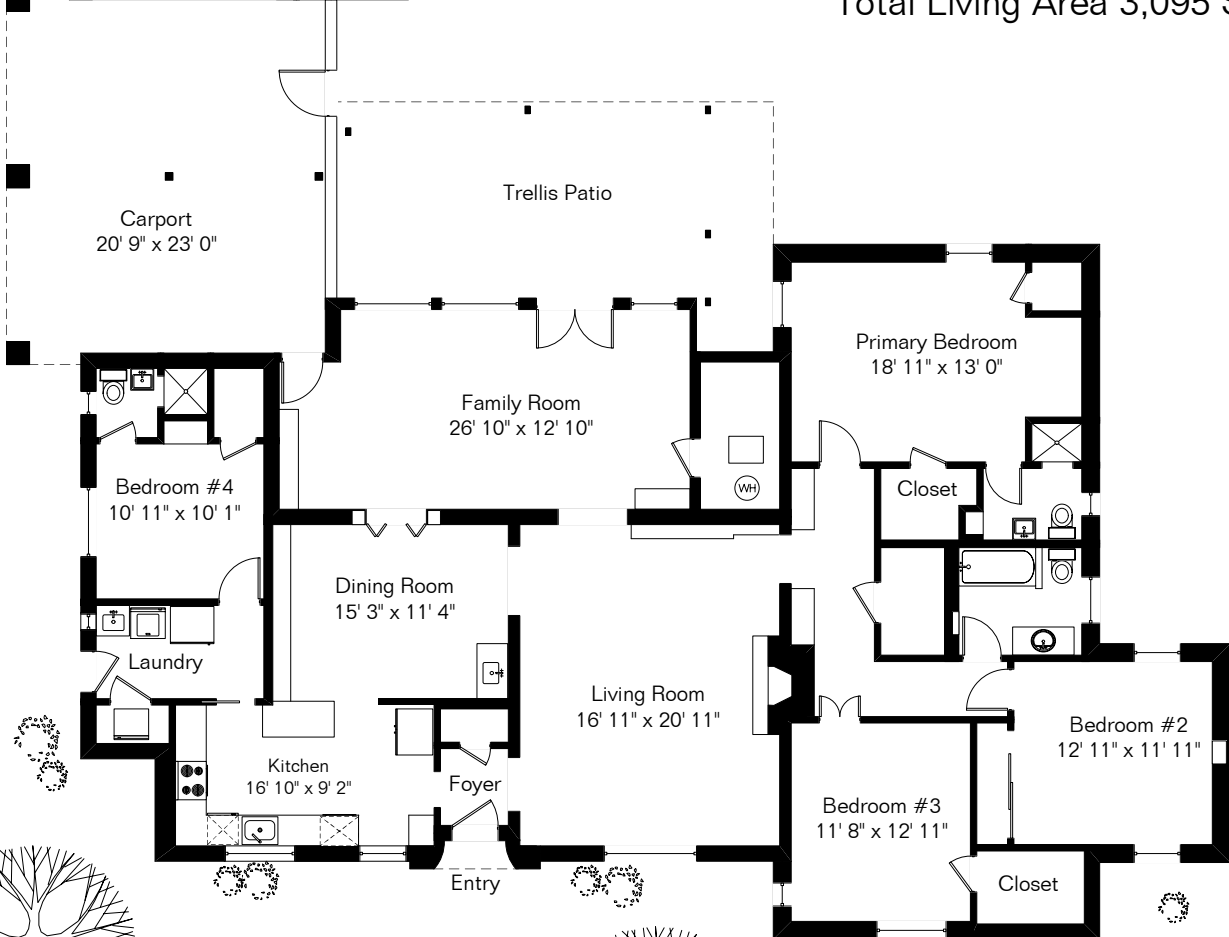 Total Living Area 3,095
Trellis Patio
Carport
20' 9" x 23' 0"
Primary Bedroom
18' 11" x 13' 0"
Family Room
26' 10" x 12' 10"
Bedroom #4
10' 11" x 10' 1"
WH
Closet
Dining Room
15' 3" x 11' 4"
Laundry
Living Room
16' 11" x 20' 11"
Bedroom #2
12' 11" x 11' 11"
Kitchen
16' 10" x 9' 2"
Foyer
Bedroom #3
11' 8" x 12' 11"
Entry
Closet